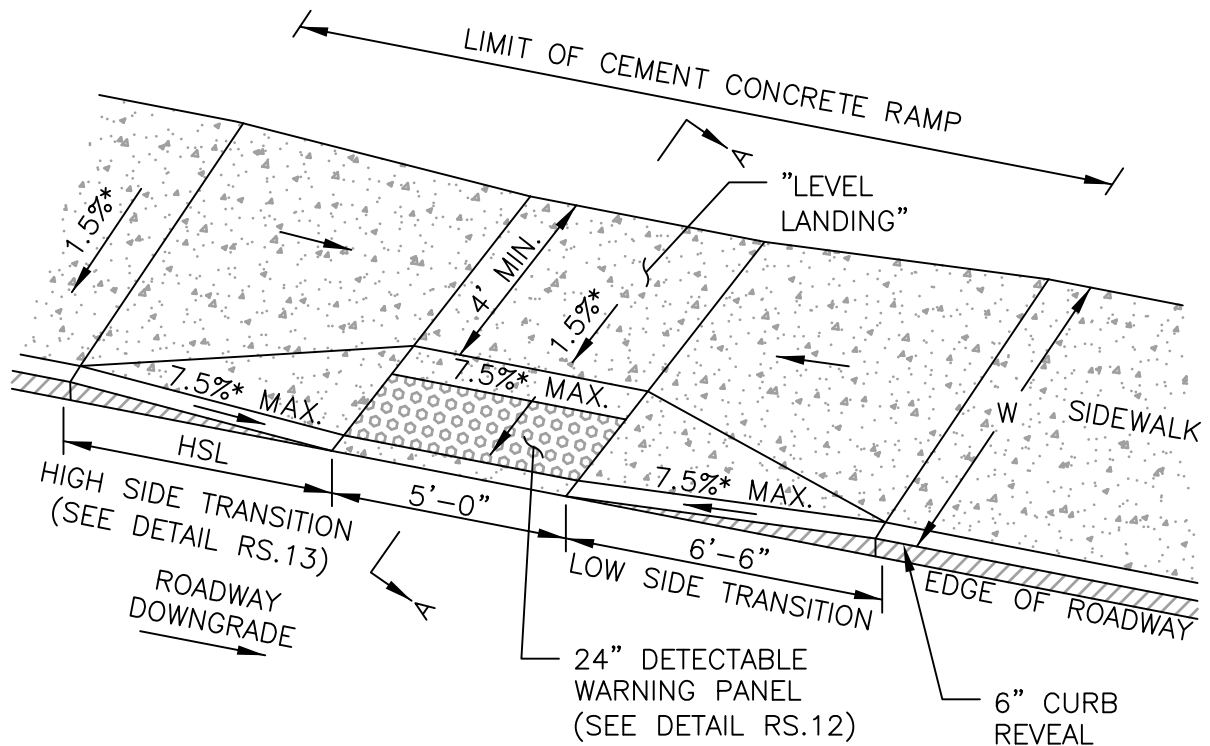 LIMIT OF CEMENT CONCRETE RAMP
A
"LEVEL
LANDING"
1.5%*
4' MIN.
1.5%*
7.5%* MAX.
7.5%* MAX.
W
SIDEWALK
HSL
HIGH SIDE TRANSITION
(SEE DETAIL RS.13)
5'-0"
7.5%* MAX.
6'-6"
LOW SIDE TRANSITION
EDGE OF ROADWAY
A
ROADWAY
DOWNGRADE
24" DETECTABLE
WARNING PANEL
(SEE DETAIL RS.12)
6" CURB
REVEAL